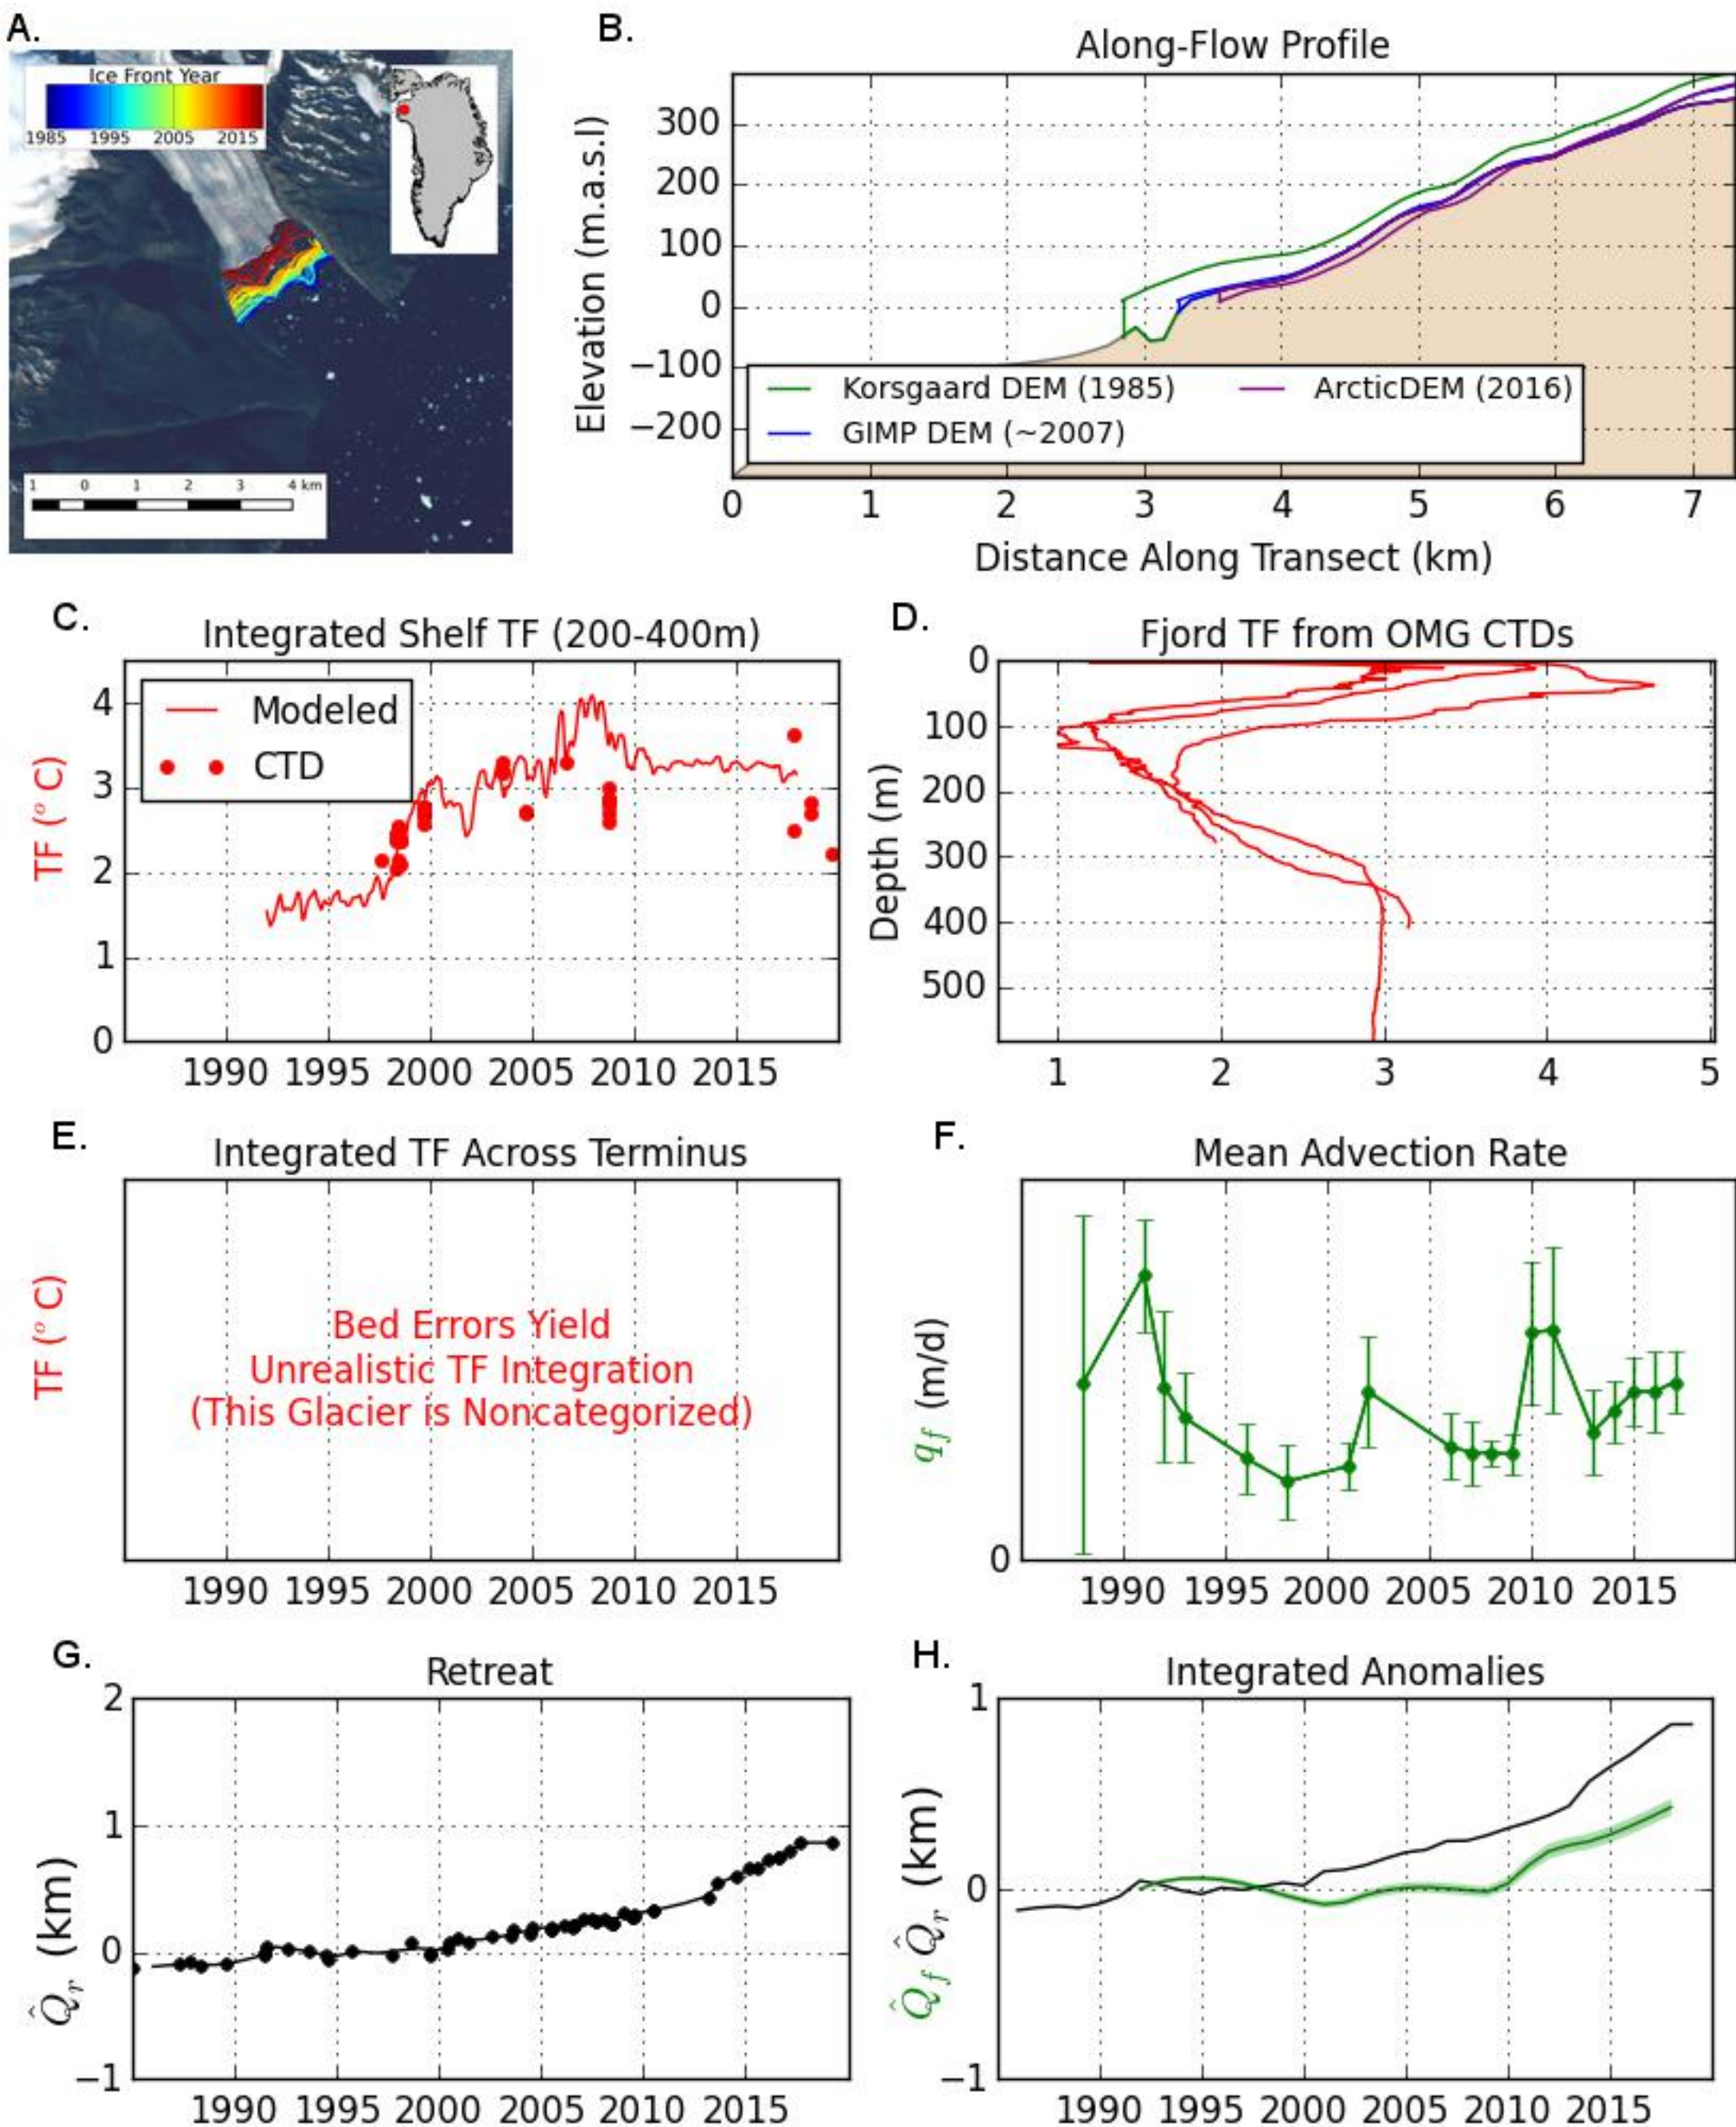 A.
Ice Front Year
1985 1995 2005 2015
1 0 1 2 3 4 km
B.
Along-Flow Profile
Elevation (m.a.s.l)
300
200
100
0
−100
−200
Korsgaard DEM (1985)
GIMP DEM (~2007)
ArcticDEM (2016)
0 1 2 3 4 5 6 7
Distance Along Transect (km)
C.
Integrated Shelf TF (200-400m)
TF (° C)
4
3
2
1
0
Modeled
CTD
1990 1995 2000 2005 2010 2015
D.
Fjord TF from OMG CTDs
Depth (m)
0
100
200
300
400
500
1 2 3 4 5
E.
Integrated TF Across Terminus
TF (° C)
Bed Errors Yield
Unrealistic TF Integration
(This Glacier is Noncategorized)
1990 1995 2000 2005 2010 2015
F.
Mean Advection Rate
q_f (m/d)
0
1990 1995 2000 2005 2010 2015
G.
Retreat
Q̂_r (km)
2
1
0
−1
1990 1995 2000 2005 2010 2015
H.
Integrated Anomalies
Q̂_f Q̂_r (km)
1
0
−1
1990 1995 2000 2005 2010 2015